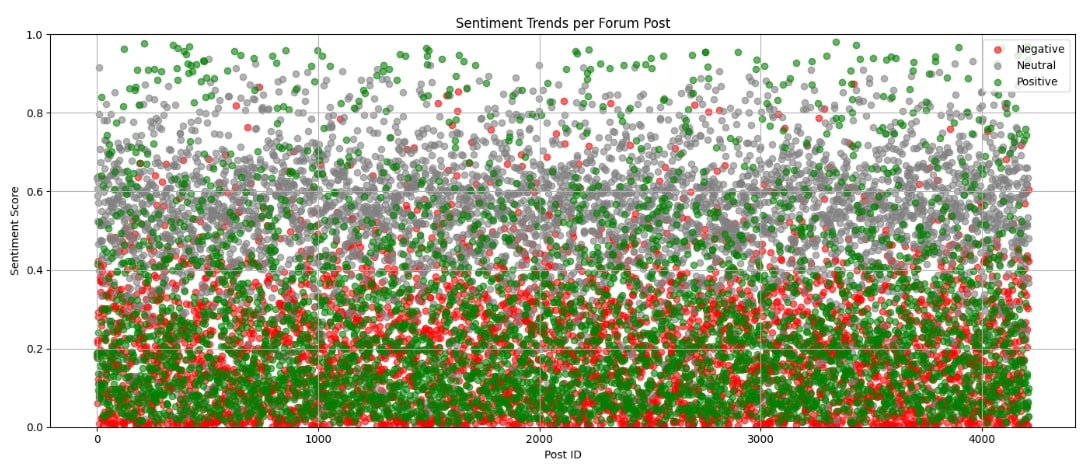 Sentiment Trends per Forum Post
Sentiment Score
1.0
0.8
0.6
0.4
0.2
0.0
0
1000
2000
3000
4000
Post ID
Negative
Neutral
Positive